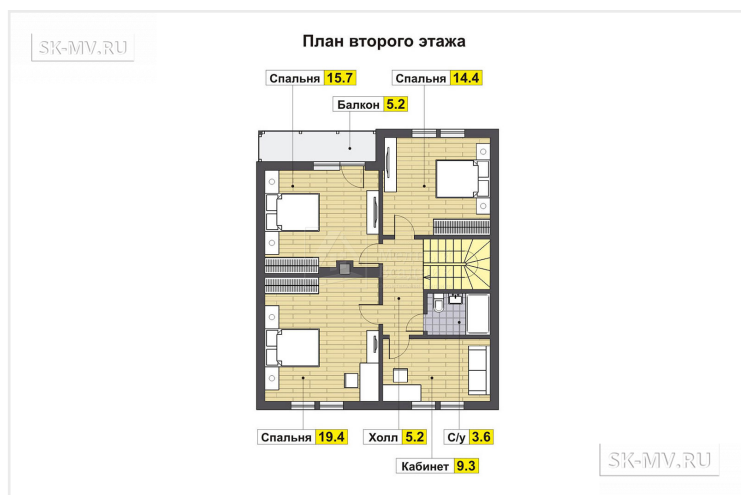 SK-MV.RU
План второго этажа
Спальня 15.7
Спальня 14.4
Балкон 5.2
Спальня 19.4
Холл 5.2
С/у 3.6
Кабинет 9.3
SK-MV.RU